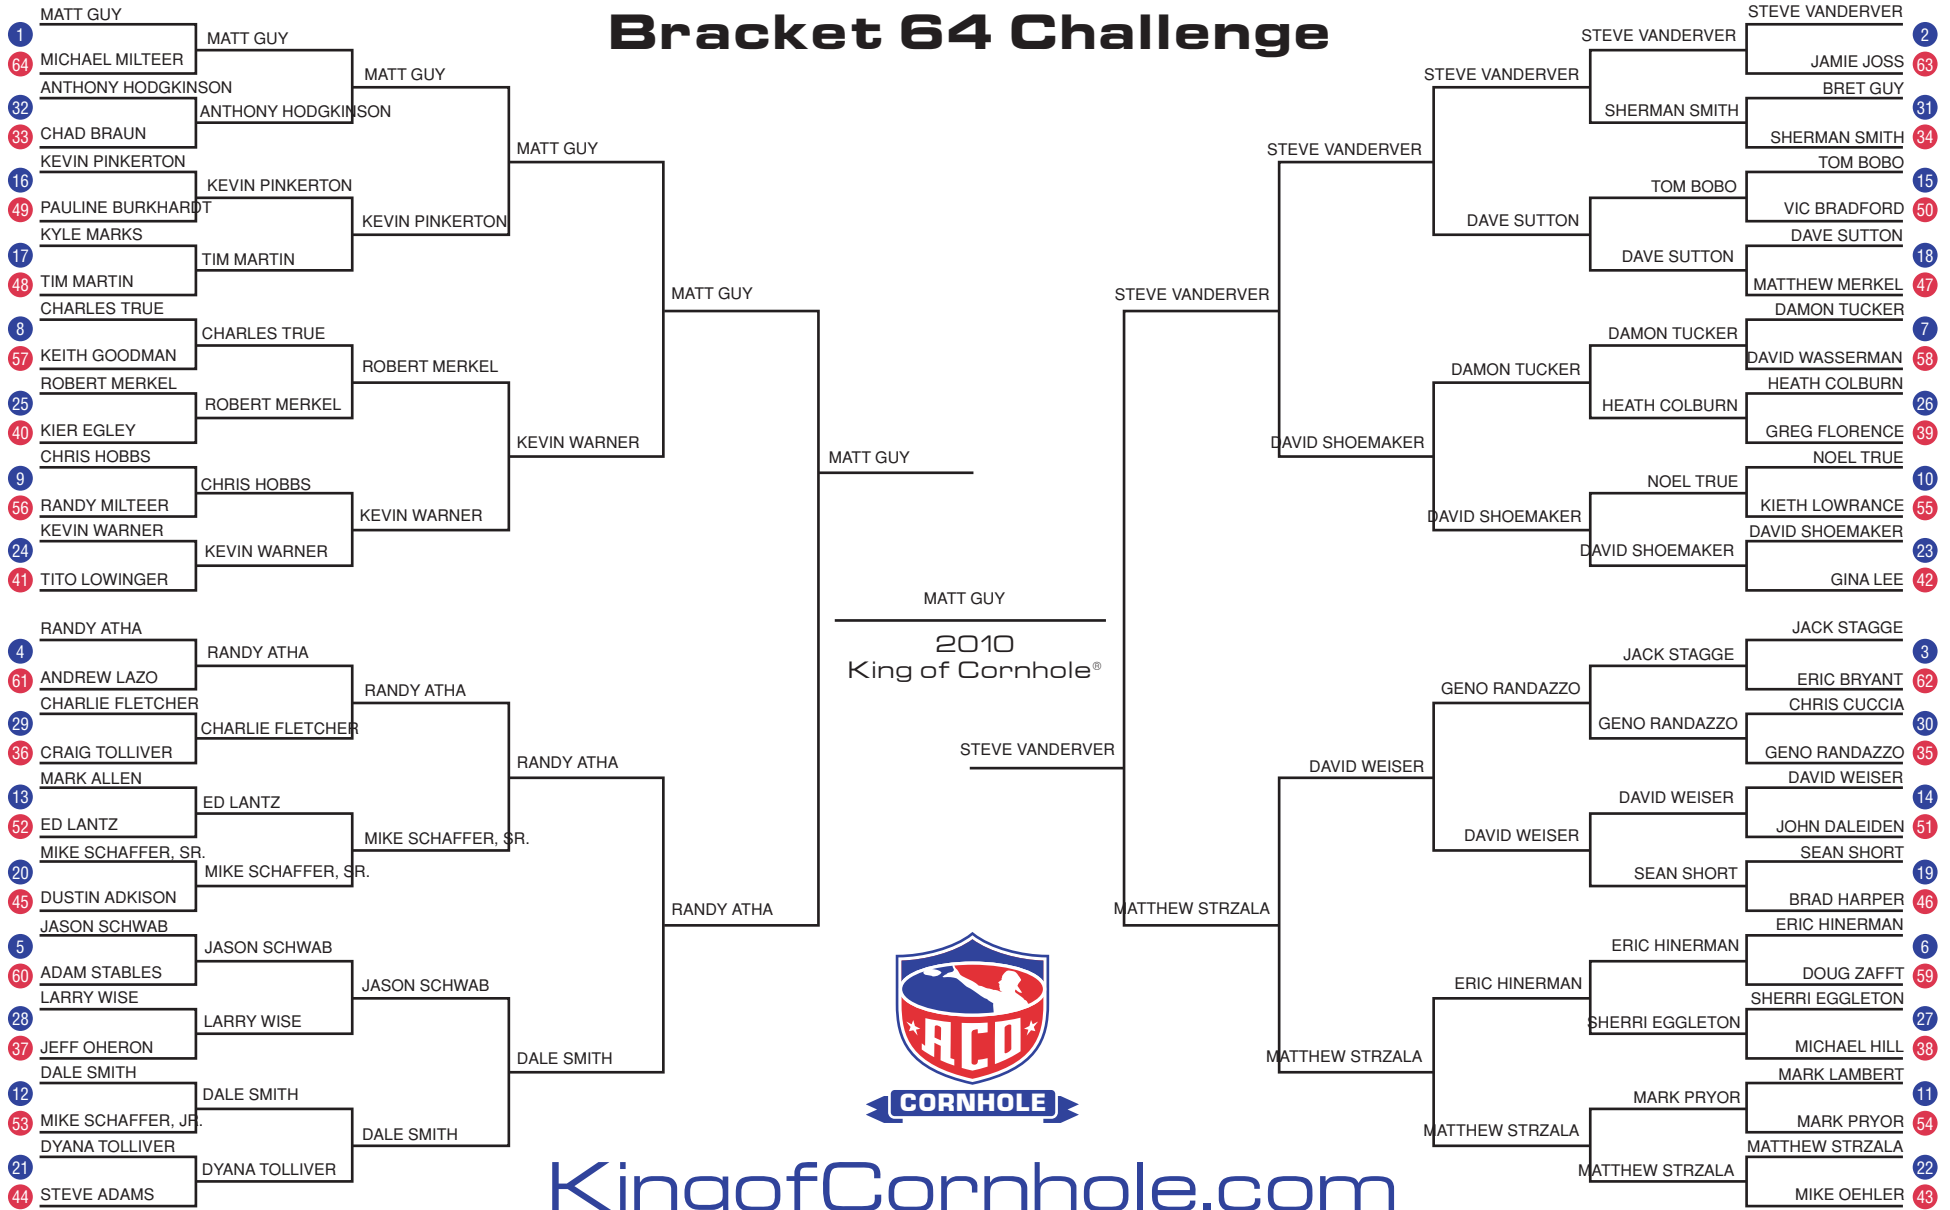 Bracket 64 Challenge
MATT GUY
1
64
MICHAEL MILTEER
ANTHONY HODGKINSON
32
33
CHAD BRAUN
KEVIN PINKERTON
16
49
PAULINE BURKHARDT
KYLE MARKS
17
48
TIM MARTIN
CHARLES TRUE
8
57
KEITH GOODMAN
ROBERT MERKEL
25
40
KIER EGLEY
CHRIS HOBBS
9
56
RANDY MILTEER
KEVIN WARNER
24
41
TITO LOWINGER
RANDY ATHA
4
61
ANDREW LAZO
CHARLIE FLETCHER
29
36
CRAIG TOLLIVER
MARK ALLEN
13
52
ED LANTZ
MIKE SCHAFFER, SR.
20
45
DUSTIN ADKISON
JASON SCHWAB
5
60
ADAM STABLES
LARRY WISE
28
37
JEFF OHERON
DALE SMITH
12
53
MIKE SCHAFFER, JR.
DYANA TOLLIVER
21
44
STEVE ADAMS
MATT GUY
ANTHONY HODGKINSON
KEVIN PINKERTON
TIM MARTIN
CHARLES TRUE
ROBERT MERKEL
CHRIS HOBBS
KEVIN WARNER
RANDY ATHA
CHARLIE FLETCHER
ED LANTZ
MIKE SCHAFFER, SR.
JASON SCHWAB
LARRY WISE
DALE SMITH
DYANA TOLLIVER
MATT GUY
KEVIN PINKERTON
ROBERT MERKEL
KEVIN WARNER
RANDY ATHA
MIKE SCHAFFER, SR.
JASON SCHWAB
DALE SMITH
MATT GUY
KEVIN WARNER
RANDY ATHA
DALE SMITH
MATT GUY
RANDY ATHA
MATT GUY
MATT GUY
2010
King of Cornhole®
STEVE VANDERVER
STEVE VANDERVER
MATTHEW STRZALA
STEVE VANDERVER
DAVID SHOEMAKER
DAVID WEISER
MATTHEW STRZALA
STEVE VANDERVER
DAVE SUTTON
DAMON TUCKER
DAVID SHOEMAKER
GENO RANDAZZO
DAVID WEISER
ERIC HINERMAN
MATTHEW STRZALA
STEVE VANDERVER
SHERMAN SMITH
TOM BOBO
DAVE SUTTON
DAMON TUCKER
HEATH COLBURN
NOEL TRUE
DAVID SHOEMAKER
JACK STAGGE
GENO RANDAZZO
DAVID WEISER
SEAN SHORT
ERIC HINERMAN
SHERRI EGGLETON
MARK PRYOR
MATTHEW STRZALA
STEVE VANDERVER
2
JAMIE JOSS
63
BRET GUY
31
SHERMAN SMITH
34
TOM BOBO
15
VIC BRADFORD
50
DAVE SUTTON
18
MATTHEW MERKEL
47
DAMON TUCKER
7
DAVID WASSERMAN
58
HEATH COLBURN
26
GREG FLORENCE
39
NOEL TRUE
10
KIETH LOWRANCE
55
DAVID SHOEMAKER
23
GINA LEE
42
JACK STAGGE
3
ERIC BRYANT
62
CHRIS CUCCIA
30
GENO RANDAZZO
35
DAVID WEISER
14
JOHN DALEIDEN
51
SEAN SHORT
19
BRAD HARPER
46
ERIC HINERMAN
6
DOUG ZAFFT
59
SHERRI EGGLETON
27
MICHAEL HILL
38
MARK LAMBERT
11
MARK PRYOR
54
MATTHEW STRZALA
22
MIKE OEHLER
43
ACO
CORNHOLE
KingofCornhole.com